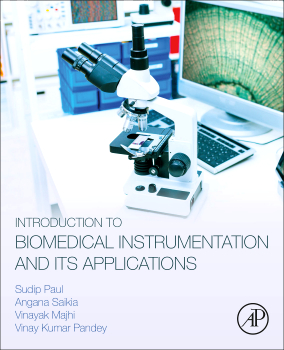 INTRODUCTION TO
BIOMEDICAL INSTRUMENTATION
AND ITS APPLICATIONS
Sudip Paul
Angana Saikia
Vinayak Majhi
Vinay Kumar Pandey
AP